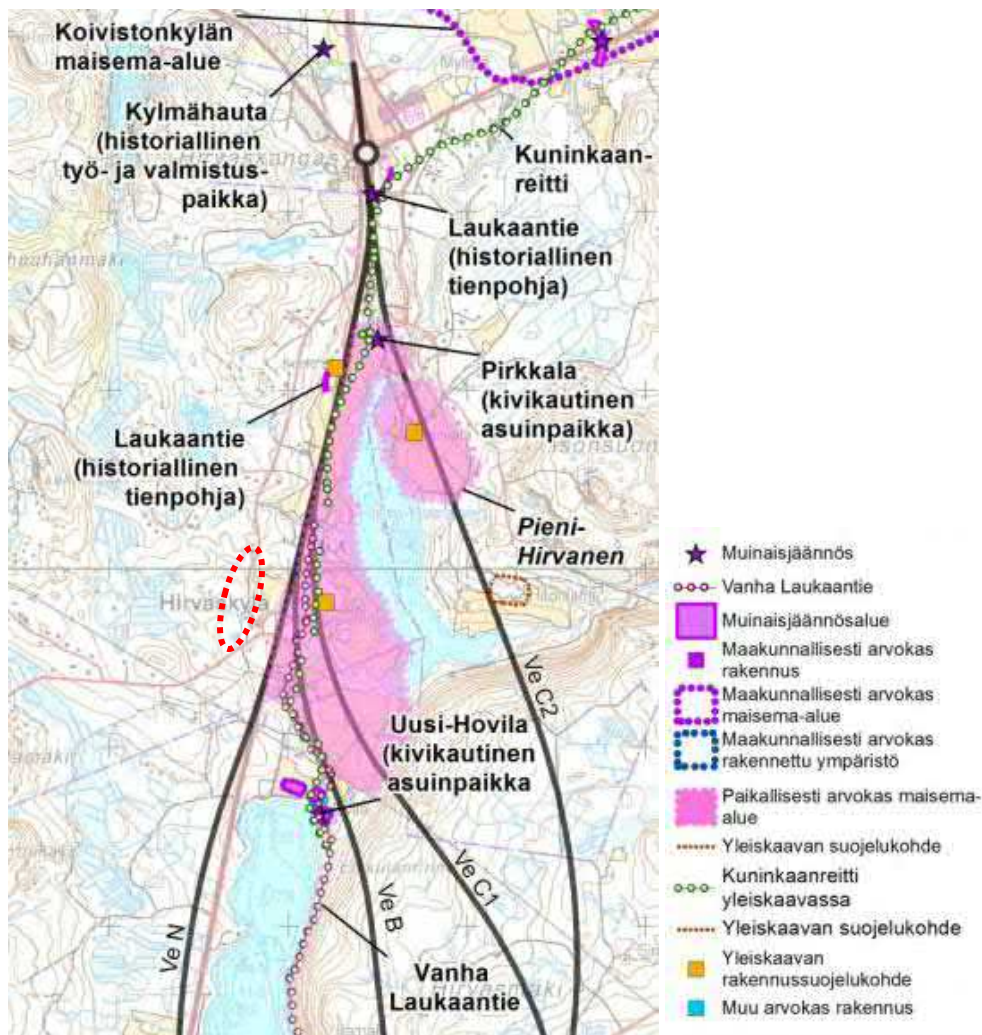 Koivistonkylän
maisema-alue
Kylmähauta
(historiallinen
työ- ja valmistus-
paikka)
Hirvaskangas
Kuninkaan-
reitti
Laukaantie
(historiallinen
tienpohja)
Pirkkala
(kivikautinen
asuinpaikka)
Laukaantie
(historiallinen
tienpohja)
Pieni-
Hirvanen
Hirvaskylä
Ve C2
Uusi-Hovila
(kivikautinen
asuinpaikka
Ve C1
Ve B
Ve N
Vanha
Laukaantie
Muinaisjäännös
Vanha Laukaantie
Muinaisjäännösalue
Maakunnallisesti arvokas
rakennus
Maakunnallisesti arvokas
maisema-alue
Maakunnallisesti arvokas
rakennettu ympäristö
Paikallisesti arvokas maisema-
alue
Yleiskaavan suojelukohde
Kuninkaanreitti
yleiskaavassa
Yleiskaavan suojelukohde
Yleiskaavan
rakennussuojelukohde
Muu arvokas rakennus